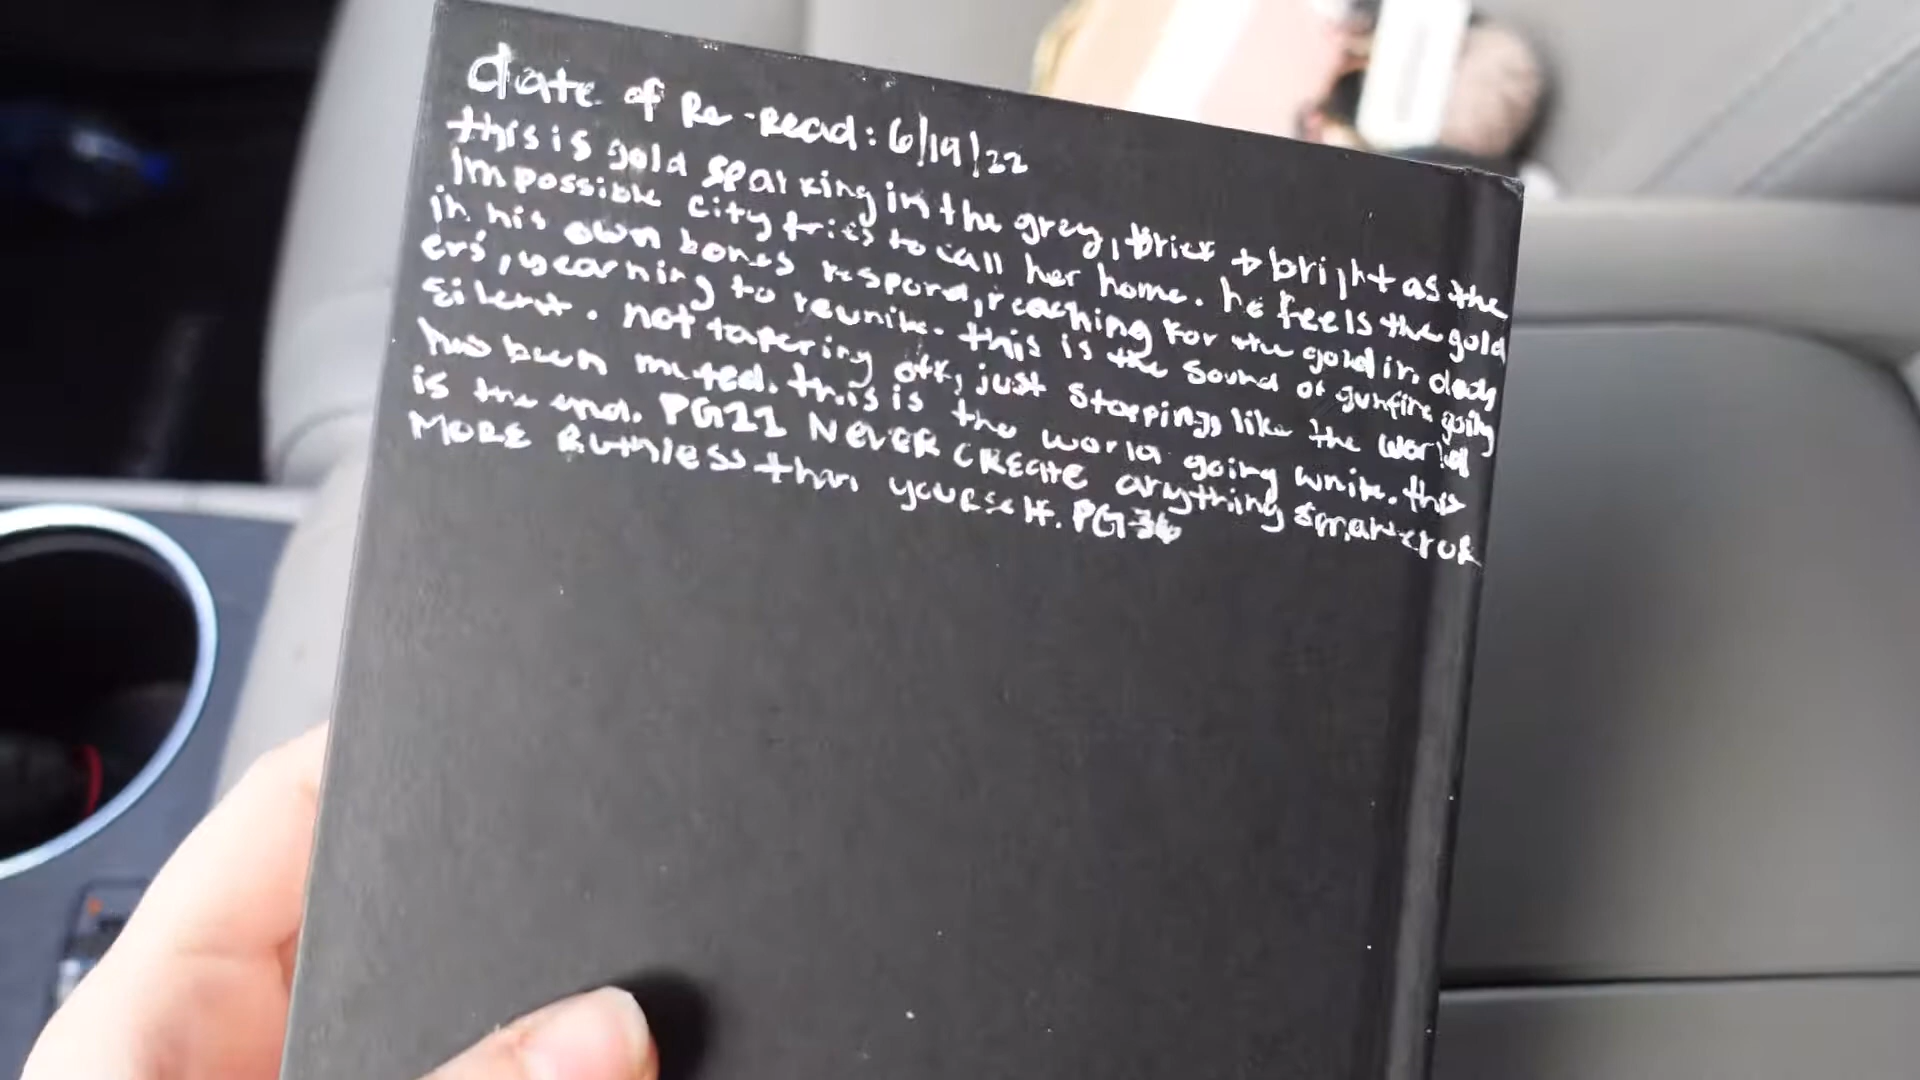 date of Re-Read: 6/19/22
this is gold sparking in the grey, brief + bright as the
impossible city tries to call her home. he feels the gold
in his own bones respond, reaching for the gold in dead
ers', yearning to reunite. this is the sound of gunfire going
silent. not tapering off, just stopping, like the world
has been muted. this is the world going white. this
is the end. PG21 NEVER CREATE anything smarter OR
MORE Ruthless than yourself. PG36